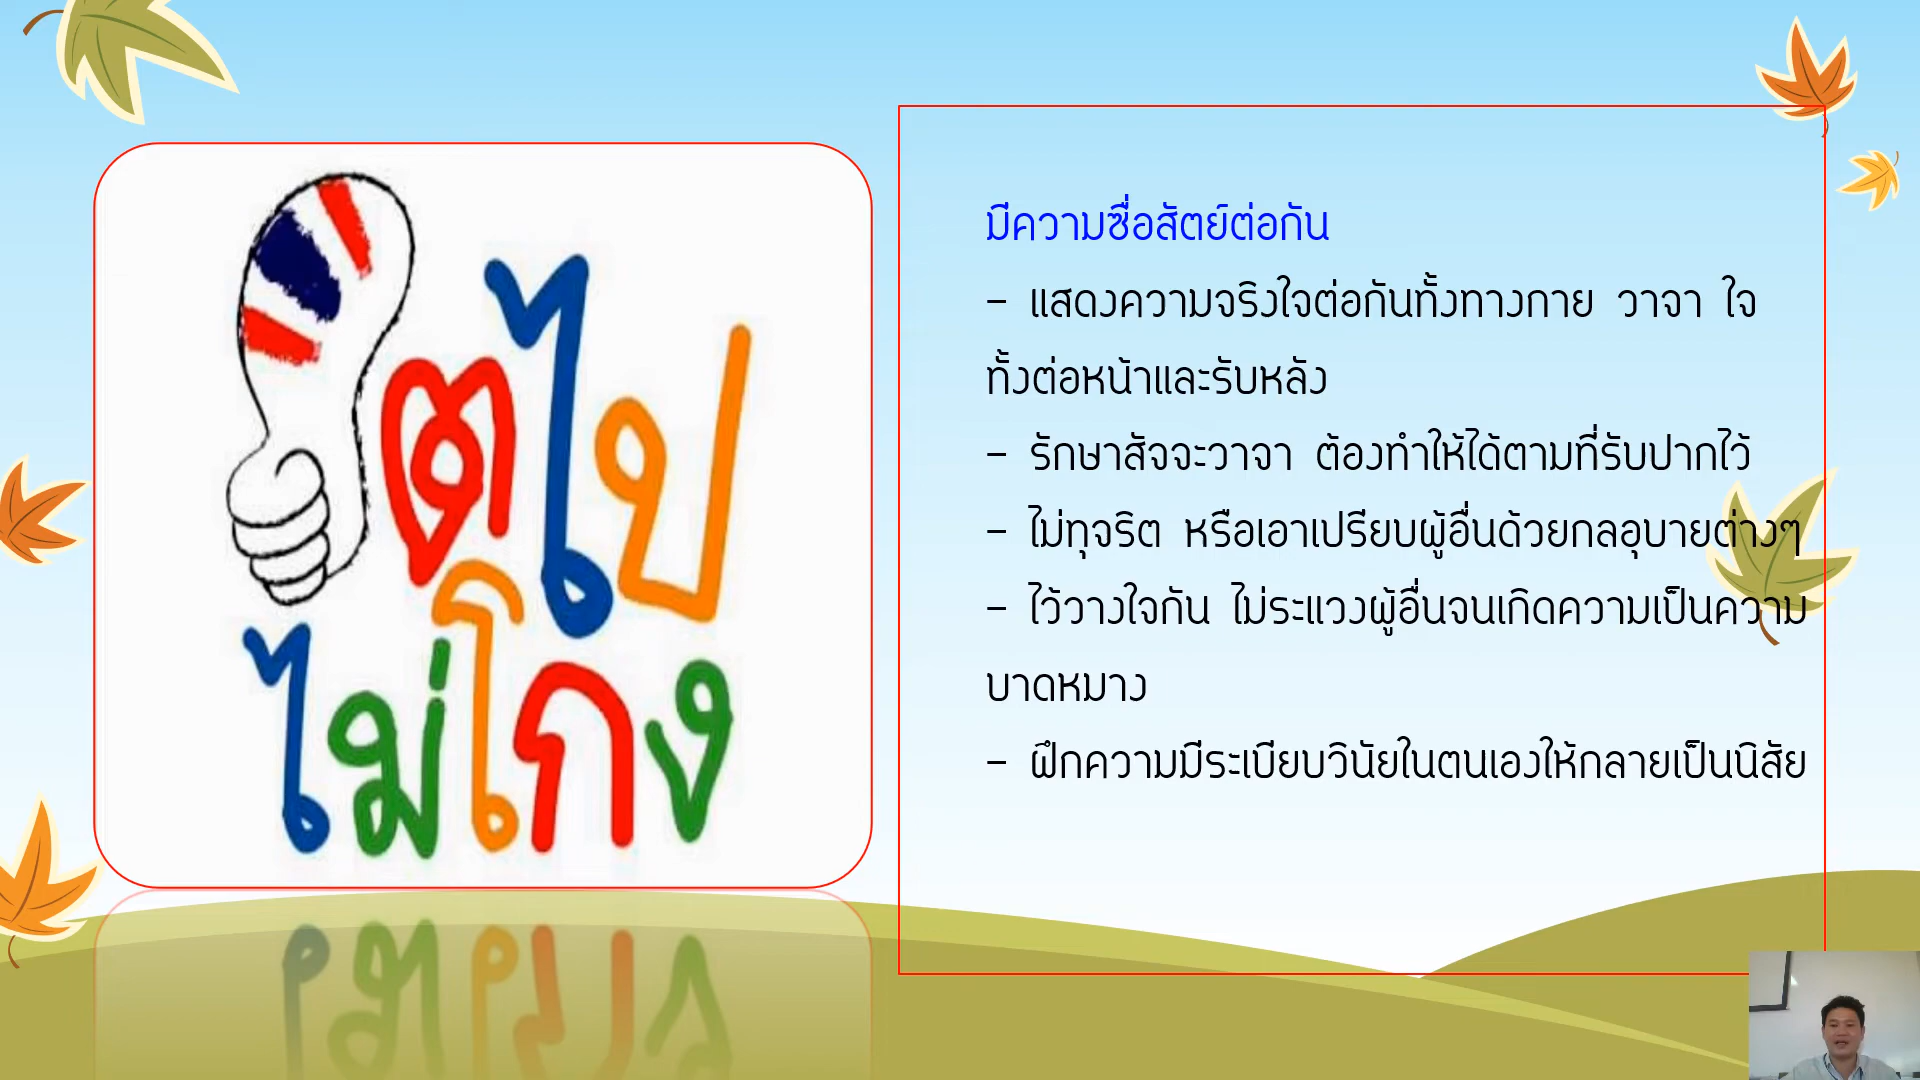 โตไป
ไม่โกง
มีความซื่อสัตย์ต่อกัน
- แสดงความจริงใจต่อกันทั้งทางกาย วาจา ใจ
ทั้งต่อหน้าและรับหลัง
- รักษาสัจจะวาจา ต้องทำให้ได้ตามที่รับปากไว้
- ไม่ทุจริต หรือเอาเปรียบผู้อื่นด้วยกลอุบายต่างๆ
- ไว้วางใจกัน ไม่ระแวงผู้อื่นจนเกิดความเป็นความ
บาดหมาง
- ฝึกความมีระเบียบวินัยในตนเองให้กลายเป็นนิสัย